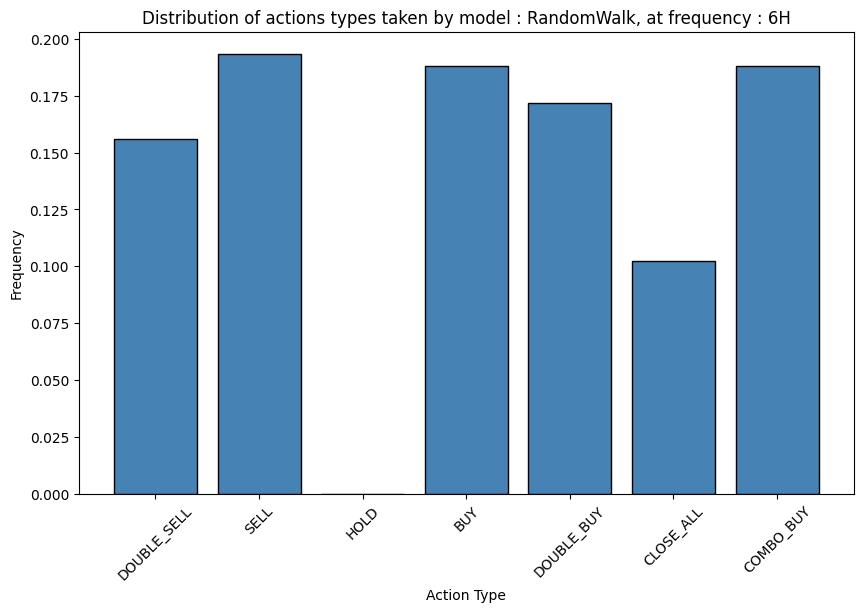 Distribution of actions types taken by model : RandomWalk, at frequency : 6H
Frequency
0.200
0.175
0.150
0.125
0.100
0.075
0.050
0.025
0.000
DOUBLE_SELL
SELL
HOLD
BUY
DOUBLE_BUY
CLOSE_ALL
COMBO_BUY
Action Type